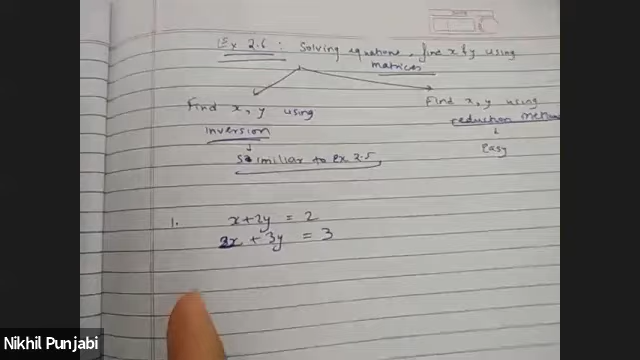 Ex 2.6 : Solving equations, find x & y using
matrices
Find x, y using
inversion
Similiar to Ex 2.5
Find x, y using
reduction method
Easy
1. x + 2y = 2
2x + 3y = 3
Nikhil Punjabi